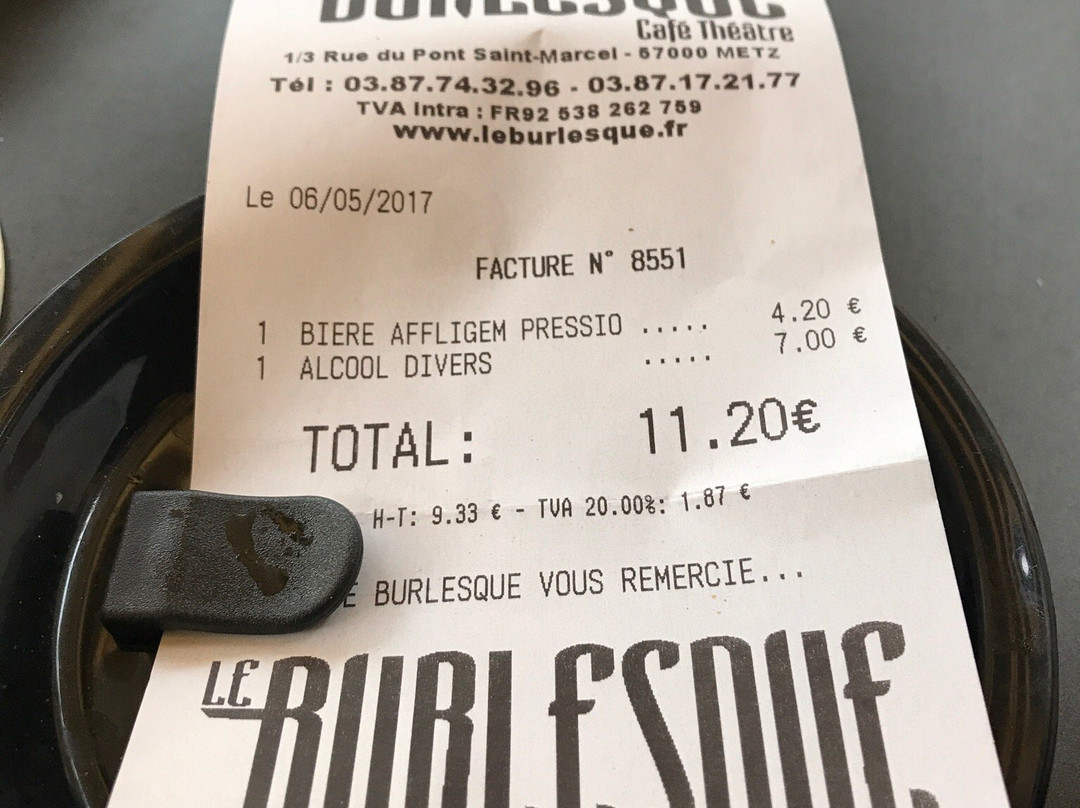 BURLESQUE
Café Théâtre
1/3 Rue du Pont Saint-Marcel - 57000 METZ
Tél : 03.87.74.32.96 - 03.87.17.21.77
TVA Intra : FR92 538 262 759
www.leburlesque.fr
Le 06/05/2017
FACTURE N° 8551
1 BIERE AFFLIGEM PRESSIO ..... 4.20 €
1 ALCOOL DIVERS ..... 7.00 €
TOTAL: 11.20€
H-T: 9.33 € - TVA 20.00%: 1.87 €
E BURLESQUE VOUS REMERCIE...
LE BURLESQUE